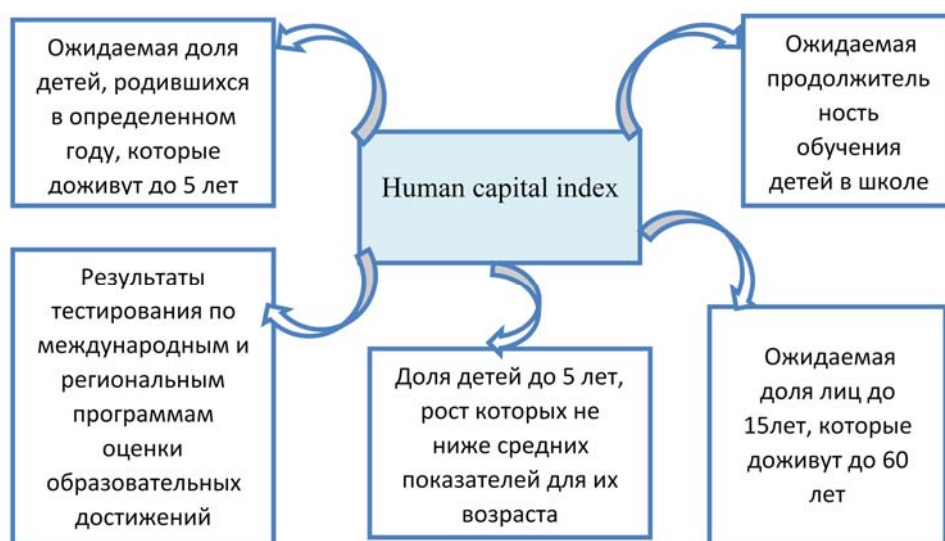 Ожидаемая доля
детей, родившихся
в определенном
году, которые
доживут до 5 лет
Human capital index
Ожидаемая
продолжитель
ность
обучения
детей в школе
Результаты
тестирования по
международным и
региональным
программам
оценки
образовательных
достижений
Доля детей до 5 лет,
рост которых не
ниже средних
показателей для их
возраста
Ожидаемая
доля лиц до
15лет, которые
доживут до 60
лет